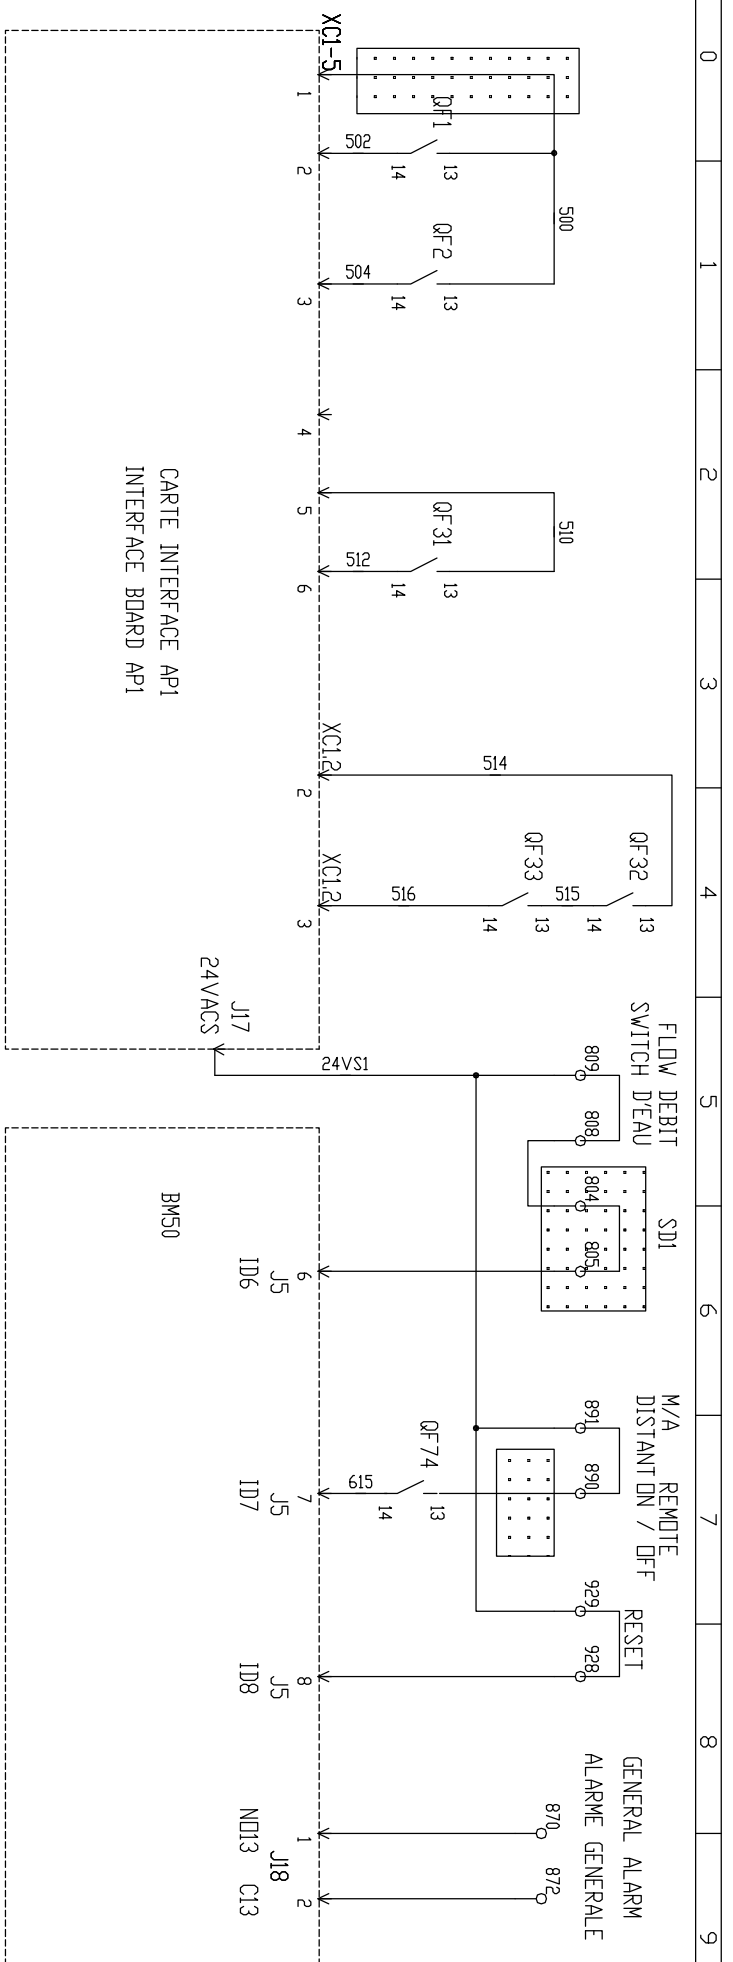 0
1
2
3
4
5
6
7
8
9
FLOW DEBIT
SWITCH D'EAU
SD1
M/A REMOTE
DISTANT ON / OFF
RESET
GENERAL ALARM
ALARME GENERALE
809
808
804
805
891
890
929
928
870
872
500
510
QF1
13
14
502
QF2
13
14
504
QF31
13
14
512
514
QF32
13
14
515
QF33
13
14
516
24VS1
QF74
13
14
615
XC1-5
1
2
3
4
5
6
XC1.2
2
XC1.2
3
J17
24VACS
CARTE INTERFACE AP1
INTERFACE BOARD AP1
BM50
6
J5
ID6
7
J5
ID7
8
J5
ID8
1
J18
2
NO13 C13